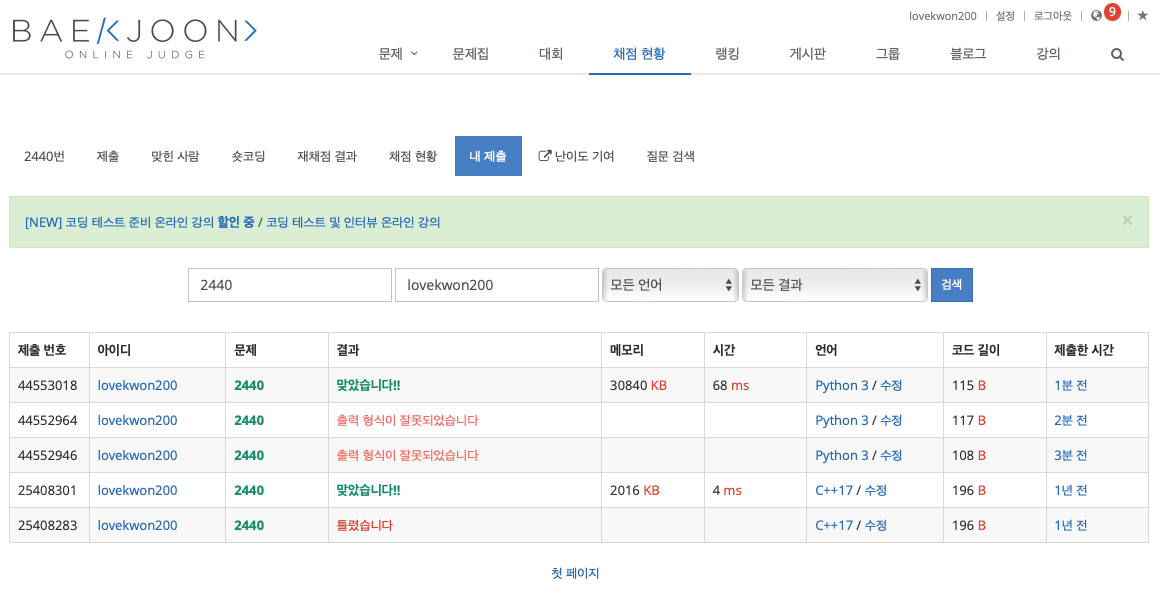 lovekwon200 | 설정 | 로그아웃 | 9 | ★
BAEKJOON>
ONLINE JUDGE
문제 문제집 대회 채점 현황 랭킹 게시판 그룹 블로그 강의
2440번 제출 맞힌 사람 숏코딩 재채점 결과 채점 현황 내 제출 난이도 기여 질문 검색
[NEW] 코딩 테스트 준비 온라인 강의 할인 중 / 코딩 테스트 및 인터뷰 온라인 강의 ×
2440 lovekwon200 모든 언어 모든 결과 검색
제출 번호 아이디 문제 결과 메모리 시간 언어 코드 길이 제출한 시간
44553018 lovekwon200 2440 맞았습니다!! 30840 KB 68 ms Python 3 / 수정 115 B 1분 전
44552964 lovekwon200 2440 출력 형식이 잘못되었습니다 Python 3 / 수정 117 B 2분 전
44552946 lovekwon200 2440 출력 형식이 잘못되었습니다 Python 3 / 수정 108 B 3분 전
25408301 lovekwon200 2440 맞았습니다!! 2016 KB 4 ms C++17 / 수정 196 B 1년 전
25408283 lovekwon200 2440 틀렸습니다 C++17 / 수정 196 B 1년 전
첫 페이지